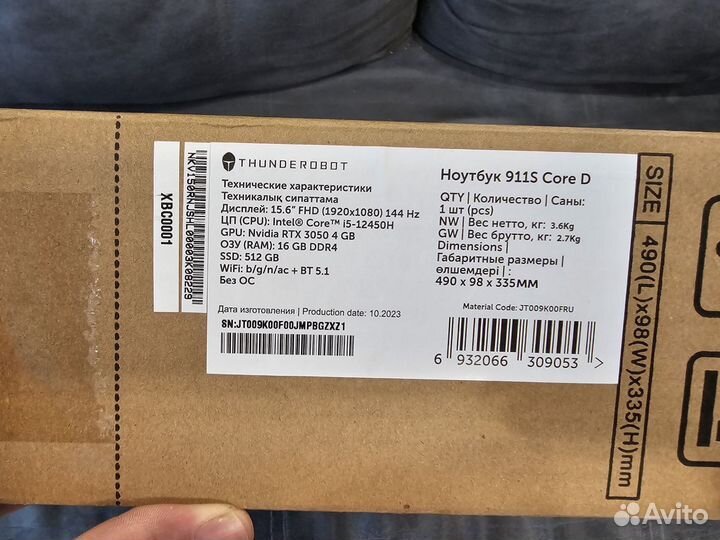 XBC0001
NKV150RNJSHL00003K08229
THUNDEROBOT
Технические характеристики
Техникалық сипаттама
Дисплей: 15.6" FHD (1920x1080) 144 Hz
ЦП (CPU): Intel® Core™ i5-12450H
GPU: Nvidia RTX 3050 4 GB
ОЗУ (RAM): 16 GB DDR4
SSD: 512 GB
WiFi: b/g/n/ac + BT 5.1
Без ОС
Дата изготовления | Production date: 10.2023
SN:JT009K00F00JMPBGZXZ1
Ноутбук 911S Core D
QTY | Количество | Саны:
1 шт (pcs)
NW | Вес нетто, кг: 3.6Kg
GW | Вес брутто, кг: 2.7Kg
Dimensions |
Габаритные размеры |
өлшемдері | :
490 x 98 x 335ММ
Material Code: JT009K00FRU
6 932066 309053 >
SIZE 490(L)x98(W)x335(H)mm
Avito